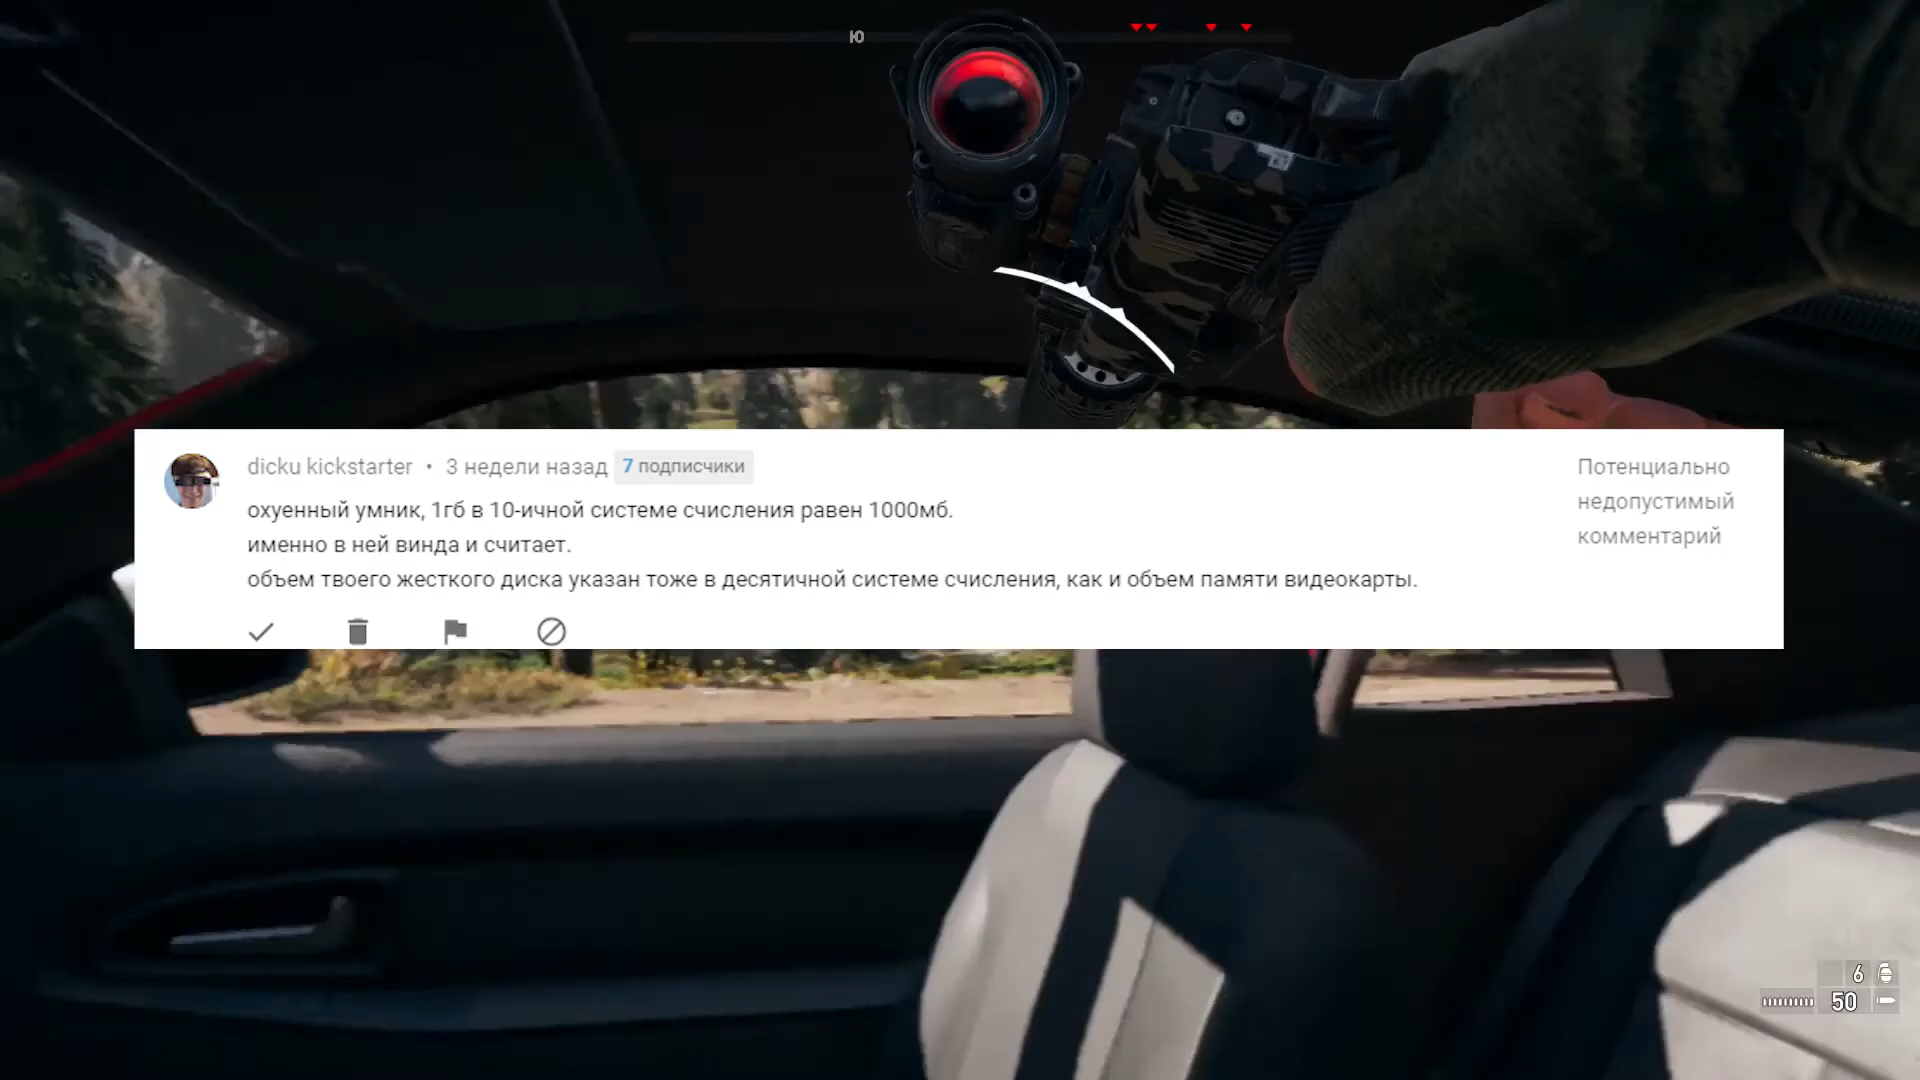 Ю
dicku kickstarter • 3 недели назад 7 подписчики
охуенный умник, 1гб в 10-ичной системе счисления равен 1000мб.
именно в ней винда и считает.
объем твоего жесткого диска указан тоже в десятичной системе счисления, как и объем памяти видеокарты.
Потенциально
недопустимый
комментарий
6
50